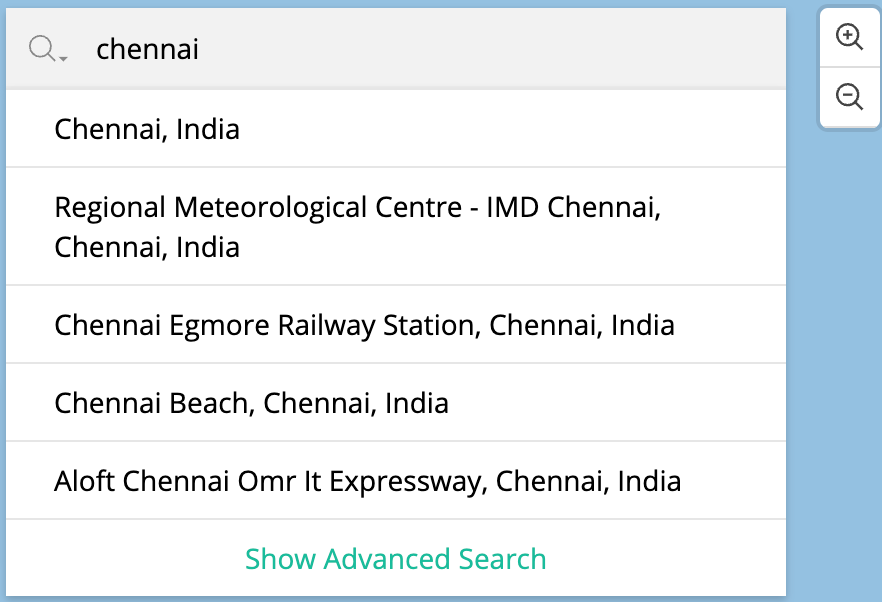 chennai
Chennai, India
Regional Meteorological Centre - IMD Chennai,
Chennai, India
Chennai Egmore Railway Station, Chennai, India
Chennai Beach, Chennai, India
Aloft Chennai Omr It Expressway, Chennai, India
Show Advanced Search